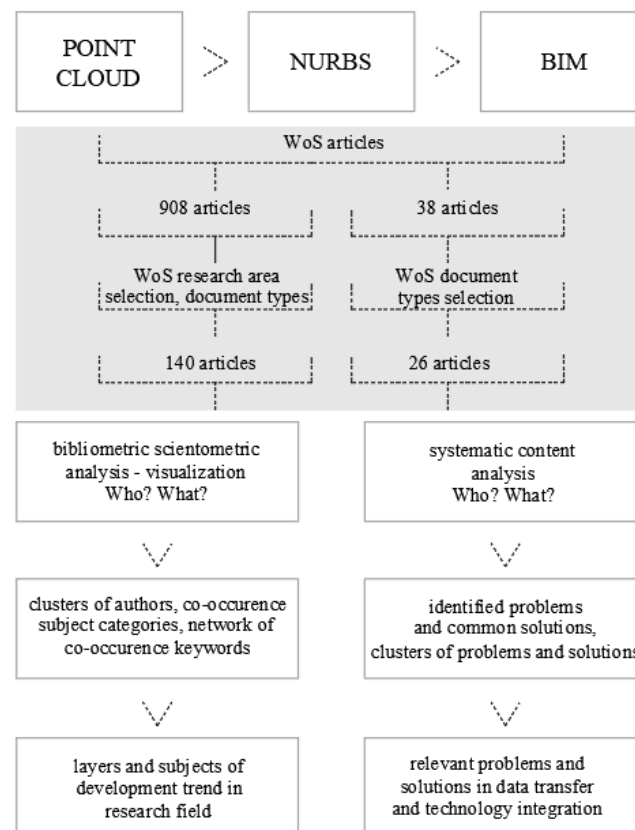 POINT
CLOUD
NURBS
BIM
WoS articles
908 articles
38 articles
WoS research area
selection, document types
WoS document
types selection
140 articles
26 articles
bibliometric scientometric
analysis - visualization
Who? What?
systematic content
analysis
Who? What?
clusters of authors, co-occurence
subject categories, network of
co-occurence keywords
identified problems
and common solutions,
clusters of problems and solutions
layers and subjects of
development trend in
research field
relevant problems and
solutions in data transfer
and technology integration